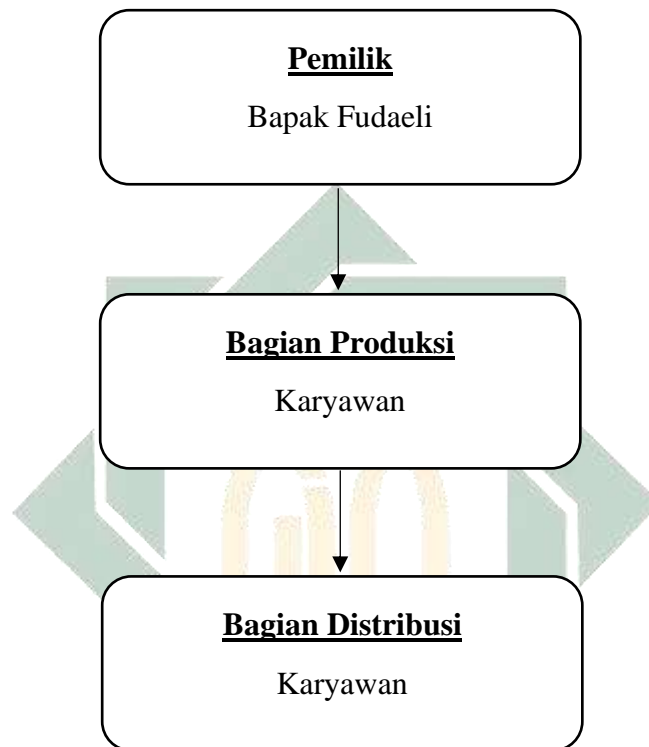 Pemilik
Bapak Fudaeli
Bagian Produksi
Karyawan
Bagian Distribusi
Karyawan